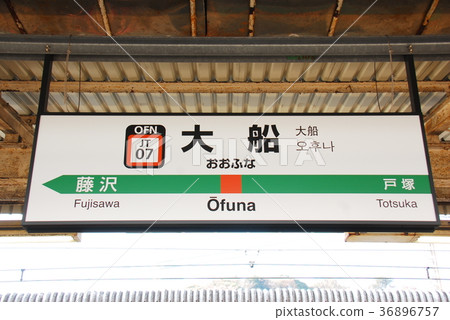 OFN
JT
07
大船
おおふな
大船
오후나
藤沢
戸塚
Fujisawa
Ōfuna
Totsuka
36896757